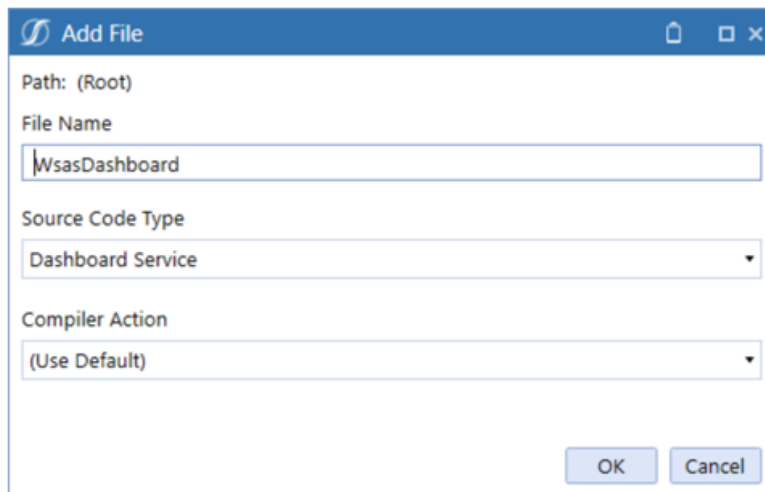 Add File
Path: (Root)
File Name
WsasDashboard
Source Code Type
Dashboard Service
Compiler Action
(Use Default)
OK Cancel